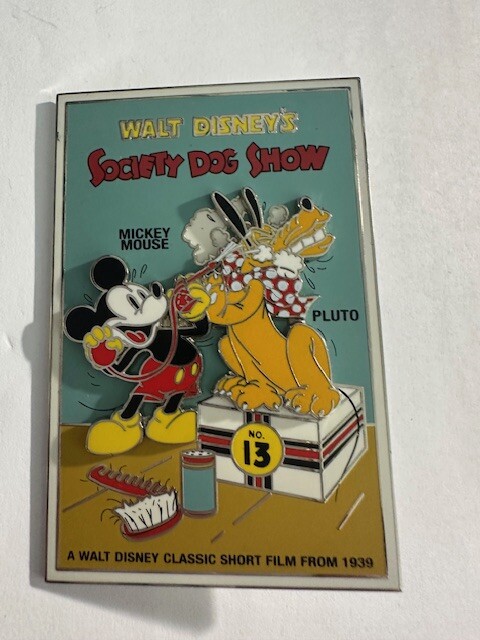 WALT DISNEY'S
SOCIETY DOG SHOW
MICKEY
MOUSE
PLUTO
NO.
13
A WALT DISNEY CLASSIC SHORT FILM FROM 1939